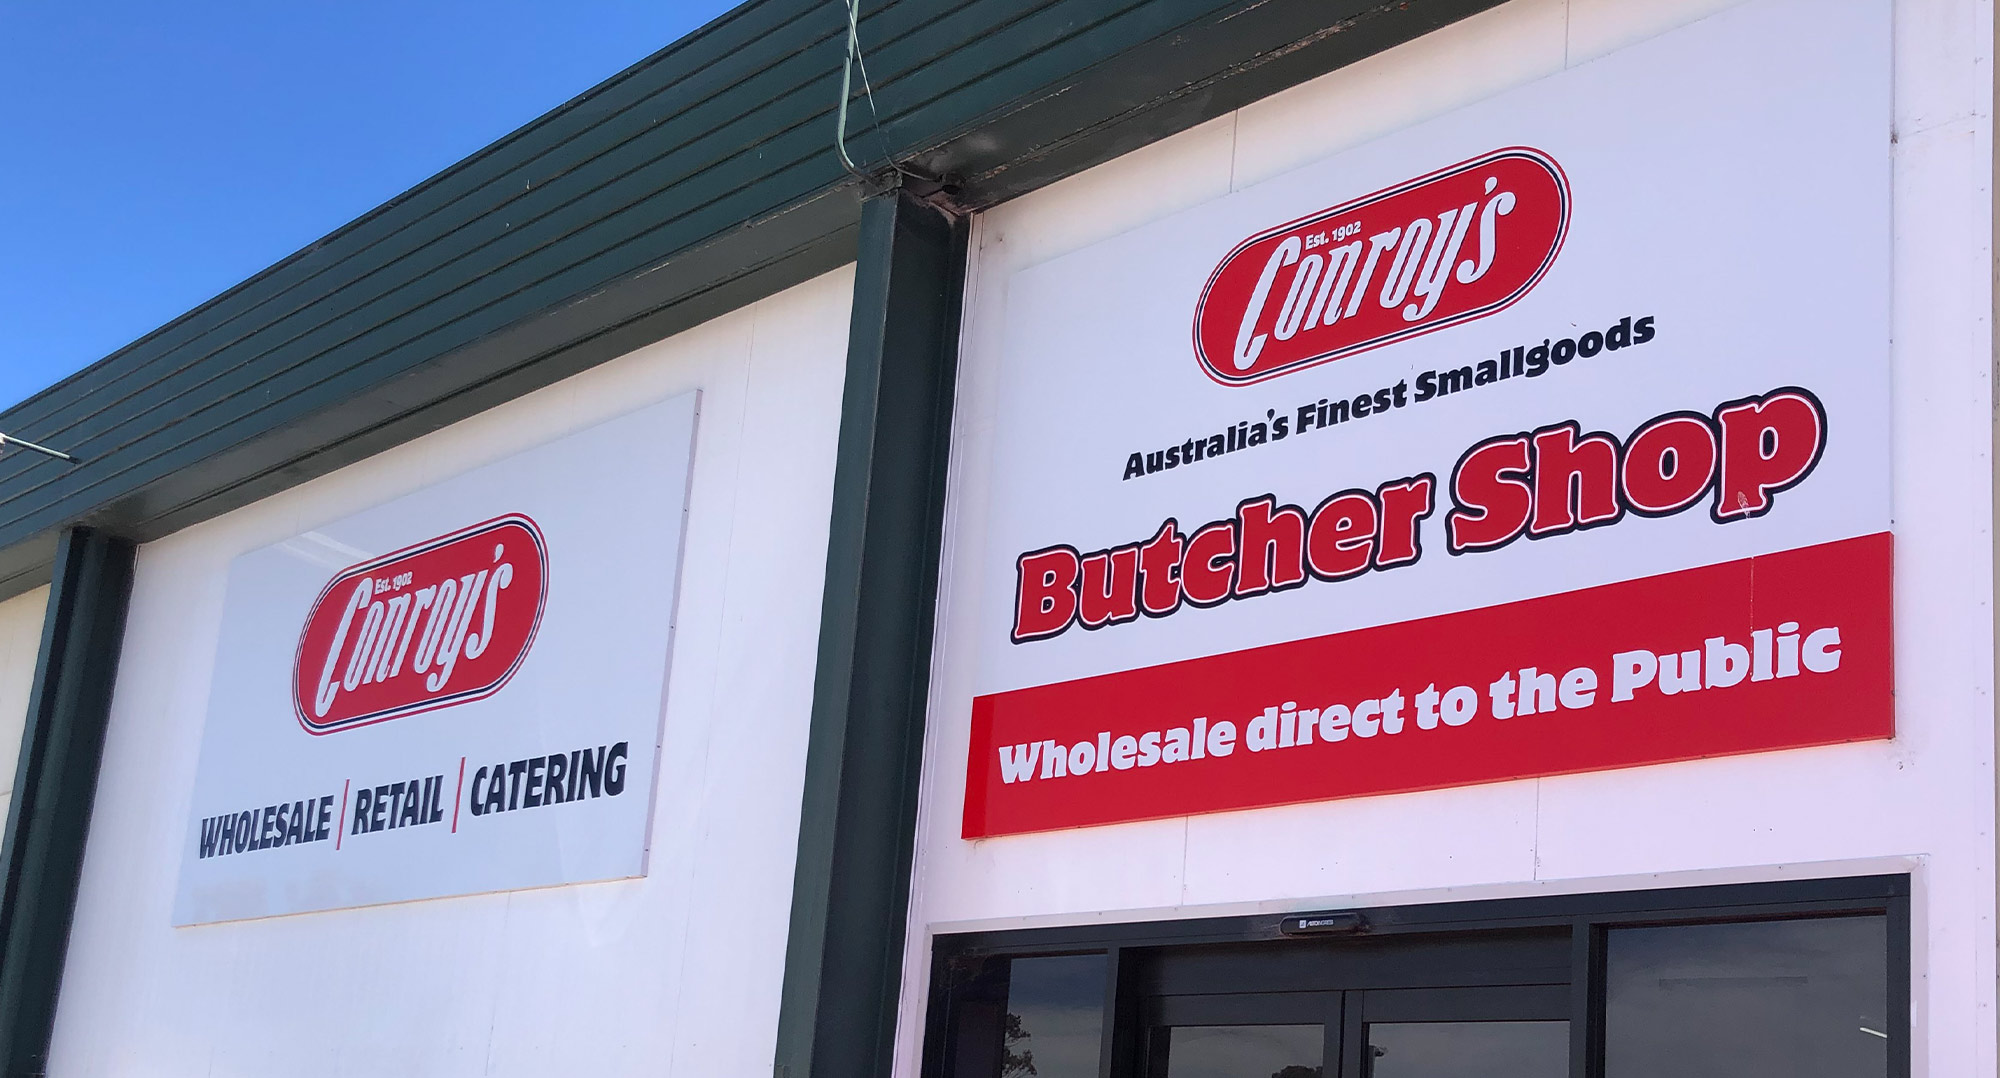 Est. 1902
Conroy's
WHOLESALE | RETAIL | CATERING
Est. 1902
Conroy's
Australia's Finest Smallgoods
Butcher Shop
Wholesale direct to the Public